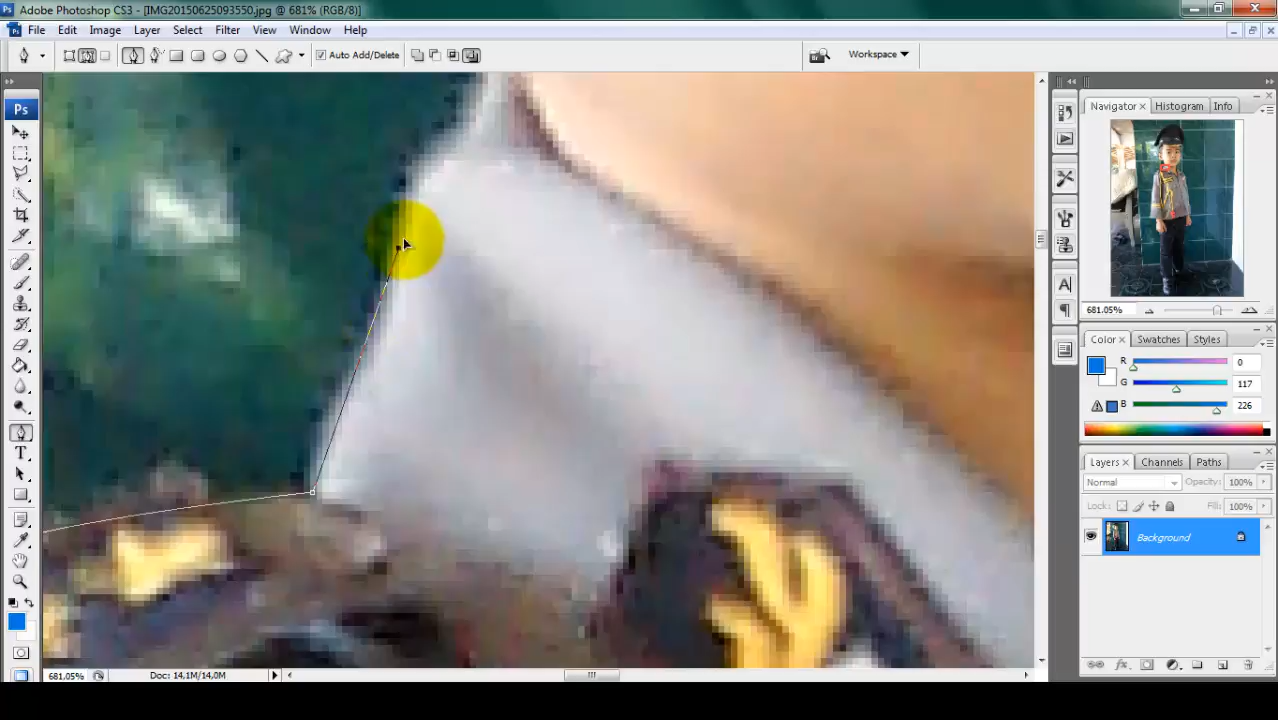 Adobe Photoshop CS3 - [IMG20150625093550.jpg @ 681% (RGB/8)]
File Edit Image Layer Select Filter View Window Help
Auto Add/Delete Workspace
Ps
Navigator Histogram Info
681.05%
Color Swatches Styles
R 0
G 117
B 226
Layers Channels Paths
Normal Opacity: 100%
Lock: Fill: 100%
Background
681.05% Doc: 14,1M/14,0M